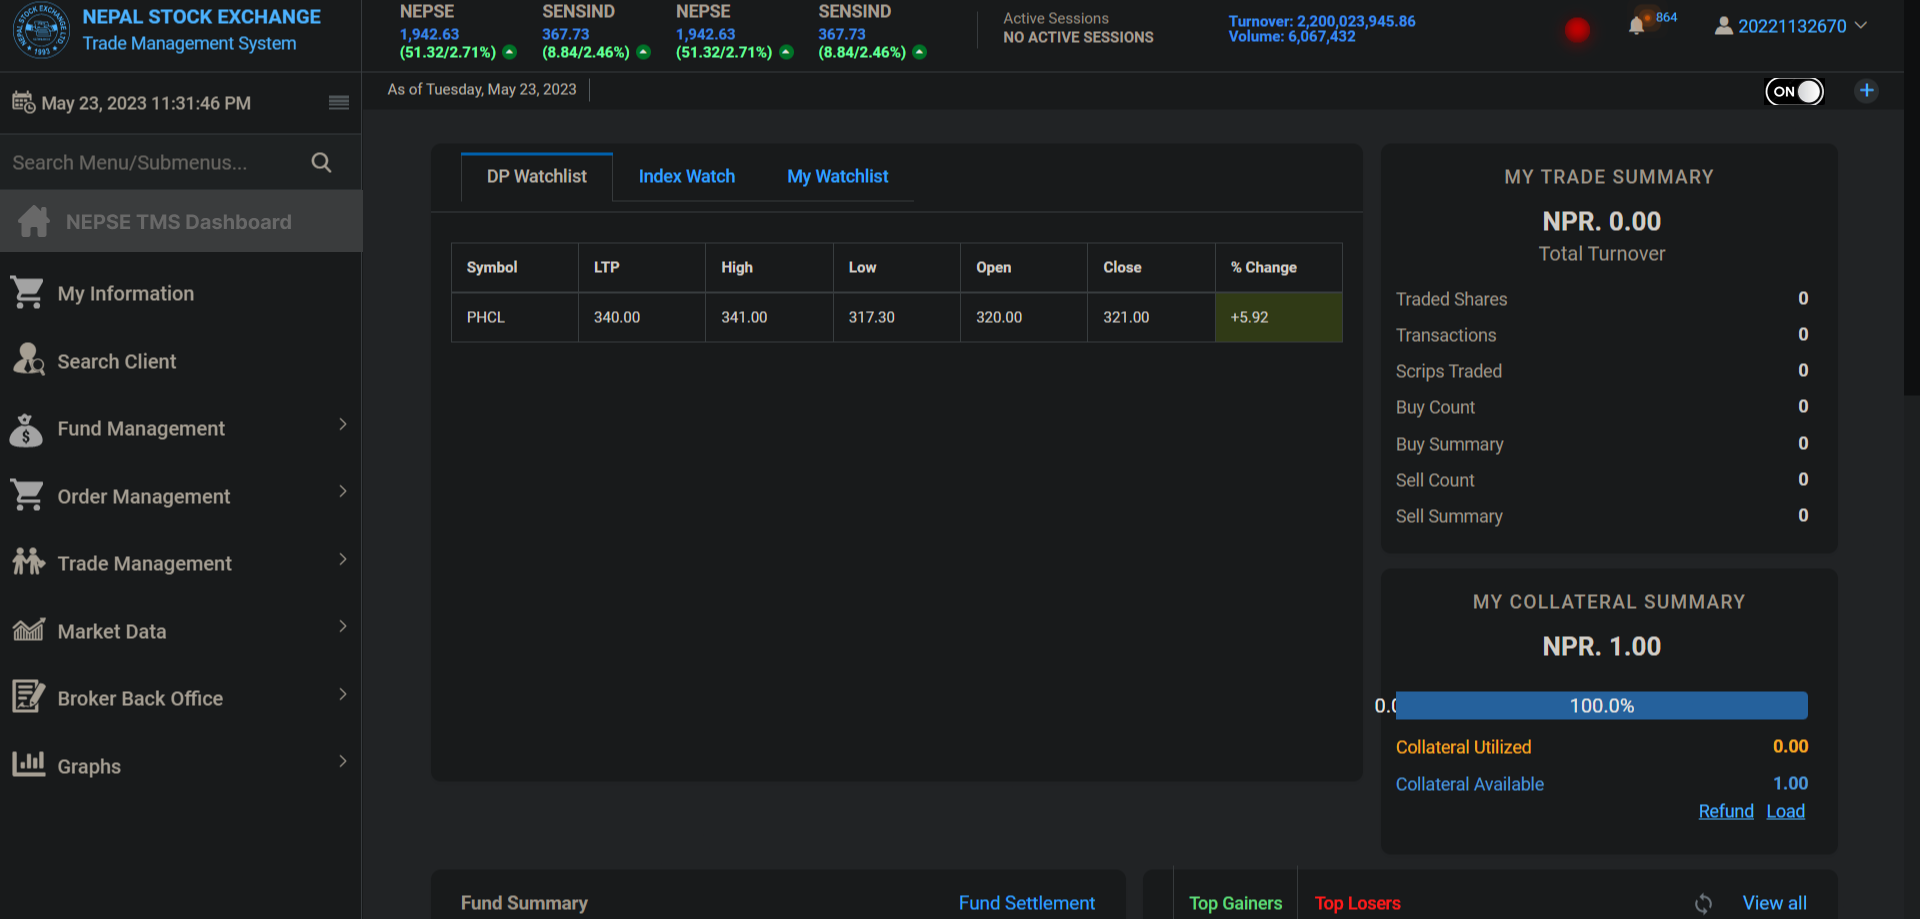 NEPAL STOCK EXCHANGE
Trade Management System
NEPSE
1,942.63
(51.32/2.71%)
SENSIND
367.73
(8.84/2.46%)
NEPSE
1,942.63
(51.32/2.71%)
SENSIND
367.73
(8.84/2.46%)
Active Sessions
NO ACTIVE SESSIONS
Turnover: 2,200,023,945.86
Volume: 6,067,432
864
20221132670
May 23, 2023 11:31:46 PM
As of Tuesday, May 23, 2023
ON
Search Menu/Submenus...
NEPSE TMS Dashboard
My Information
Search Client
Fund Management
Order Management
Trade Management
Market Data
Broker Back Office
Graphs
DP Watchlist Index Watch My Watchlist
Symbol LTP High Low Open Close % Change
PHCL 340.00 341.00 317.30 320.00 321.00 +5.92
MY TRADE SUMMARY
NPR. 0.00
Total Turnover
Traded Shares 0
Transactions 0
Scrips Traded 0
Buy Count 0
Buy Summary 0
Sell Count 0
Sell Summary 0
MY COLLATERAL SUMMARY
NPR. 1.00
100.0%
Collateral Utilized 0.00
Collateral Available 1.00
Refund Load
Fund Summary Fund Settlement
Top Gainers Top Losers View all